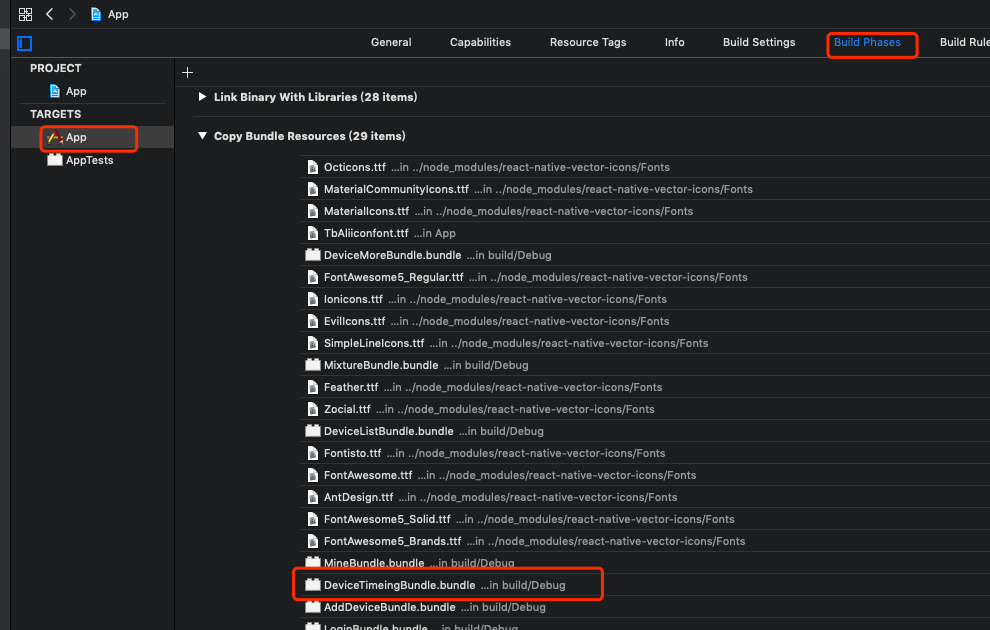 App
General Capabilities Resource Tags Info Build Settings Build Phases Build Rule
PROJECT
App
TARGETS
App
AppTests
Link Binary With Libraries (28 items)
Copy Bundle Resources (29 items)
Octicons.ttf ...in ../node_modules/react-native-vector-icons/Fonts
MaterialCommunityIcons.ttf ...in ../node_modules/react-native-vector-icons/Fonts
MaterialIcons.ttf ...in ../node_modules/react-native-vector-icons/Fonts
TbAliiconfont.ttf ...in App
DeviceMoreBundle.bundle ...in build/Debug
FontAwesome5_Regular.ttf ...in ../node_modules/react-native-vector-icons/Fonts
Ionicons.ttf ...in ../node_modules/react-native-vector-icons/Fonts
EvilIcons.ttf ...in ../node_modules/react-native-vector-icons/Fonts
SimpleLineIcons.ttf ...in ../node_modules/react-native-vector-icons/Fonts
MixtureBundle.bundle ...in build/Debug
Feather.ttf ...in ../node_modules/react-native-vector-icons/Fonts
Zocial.ttf ...in ../node_modules/react-native-vector-icons/Fonts
DeviceListBundle.bundle ...in build/Debug
Fontisto.ttf ...in ../node_modules/react-native-vector-icons/Fonts
FontAwesome.ttf ...in ../node_modules/react-native-vector-icons/Fonts
AntDesign.ttf ...in ../node_modules/react-native-vector-icons/Fonts
FontAwesome5_Solid.ttf ...in ../node_modules/react-native-vector-icons/Fonts
FontAwesome5_Brands.ttf ...in ../node_modules/react-native-vector-icons/Fonts
MineBundle.bundle ...in build/Debug
DeviceTimeingBundle.bundle ...in build/Debug
AddDeviceBundle.bundle ...in build/Debug
LoginBundle.bundle ...in build/Debug